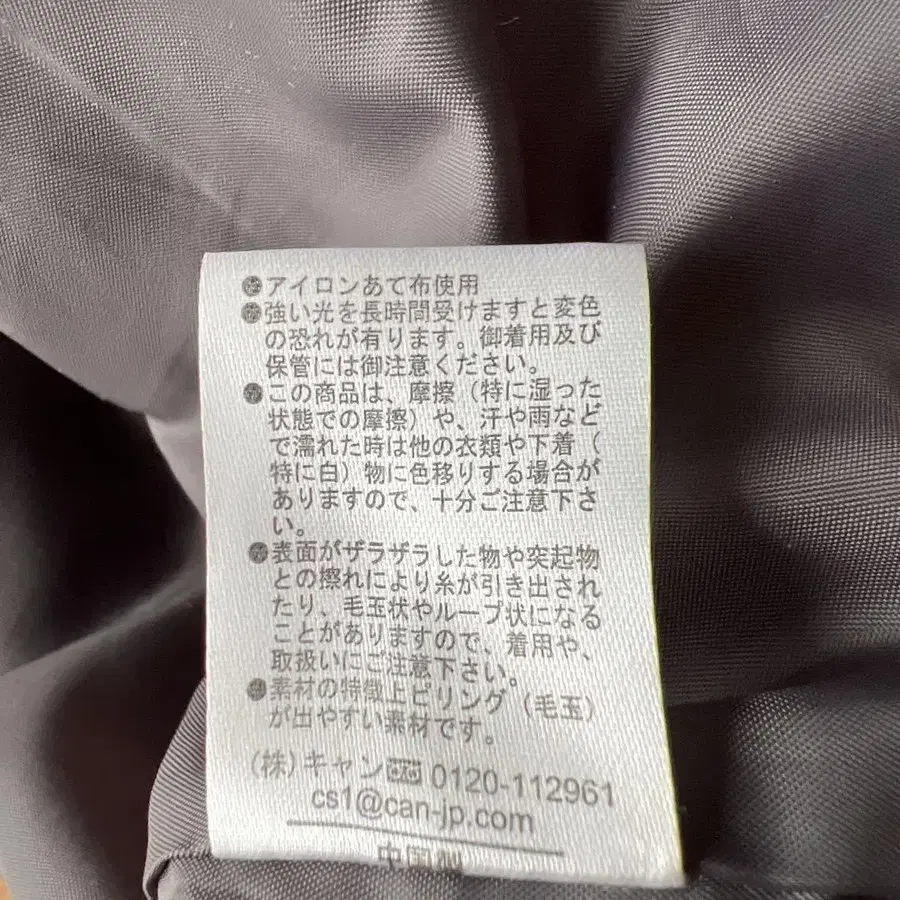 ●アイロンあて布使用
●強い光を長時間受けますと変色
の恐れが有ります。御着用及び
保管には御注意ください。
●この商品は、摩擦（特に湿った
状態での摩擦）や、汗や雨など
で濡れた時は他の衣類や下着（
特に白）物に色移りする場合が
ありますので、十分ご注意下さ
い。
●表面がザラザラした物や突起物
との擦れにより糸が引き出され
たり、毛玉状やループ状になる
ことがありますので、着用や、
取扱いにご注意下さい。
●素材の特徴上ピリング（毛玉）
が出やすい素材です。
(株)キャン 0120-112961
cs1@can-jp.com
中国製